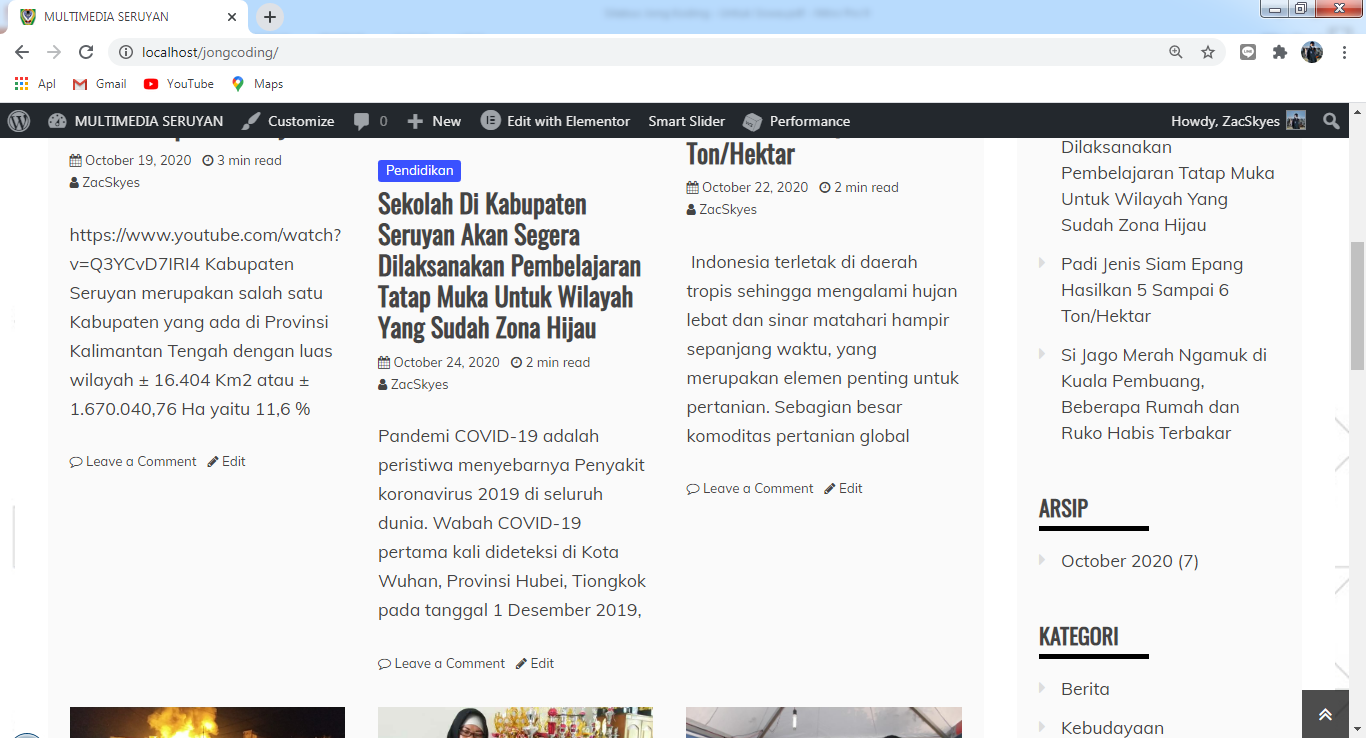 MULTIMEDIA SERUYAN
localhost/jongcoding/
Apl Gmail YouTube Maps
MULTIMEDIA SERUYAN Customize 0 New Edit with Elementor Smart Slider Performance Howdy, ZacSkyes
October 19, 2020 3 min read
ZacSkyes
https://www.youtube.com/watch?
v=Q3YCvD7IRI4 Kabupaten
Seruyan merupakan salah satu
Kabupaten yang ada di Provinsi
Kalimantan Tengah dengan luas
wilayah ± 16.404 Km2 atau ±
1.670.040,76 Ha yaitu 11,6 %
Leave a Comment Edit
Pendidikan
Sekolah Di Kabupaten
Seruyan Akan Segera
Dilaksanakan Pembelajaran
Tatap Muka Untuk Wilayah
Yang Sudah Zona Hijau
October 24, 2020 2 min read
ZacSkyes
Pandemi COVID-19 adalah
peristiwa menyebarnya Penyakit
koronavirus 2019 di seluruh
dunia. Wabah COVID-19
pertama kali dideteksi di Kota
Wuhan, Provinsi Hubei, Tiongkok
pada tanggal 1 Desember 2019,
Leave a Comment Edit
Ton/Hektar
October 22, 2020 2 min read
ZacSkyes
Indonesia terletak di daerah
tropis sehingga mengalami hujan
lebat dan sinar matahari hampir
sepanjang waktu, yang
merupakan elemen penting untuk
pertanian. Sebagian besar
komoditas pertanian global
Leave a Comment Edit
Dilaksanakan
Pembelajaran Tatap Muka
Untuk Wilayah Yang
Sudah Zona Hijau
Padi Jenis Siam Epang
Hasilkan 5 Sampai 6
Ton/Hektar
Si Jago Merah Ngamuk di
Kuala Pembuang,
Beberapa Rumah dan
Ruko Habis Terbakar
ARSIP
October 2020 (7)
KATEGORI
Berita
Kebudayaan